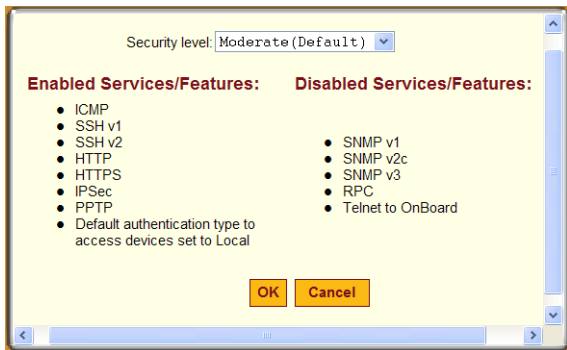 Security level: Moderate(Default)
Enabled Services/Features:
ICMP
SSH v1
SSH v2
HTTP
HTTPS
IPSec
PPTP
Default authentication type to
access devices set to Local
Disabled Services/Features:
SNMP v1
SNMP v2c
SNMP v3
RPC
Telnet to OnBoard
OK
Cancel